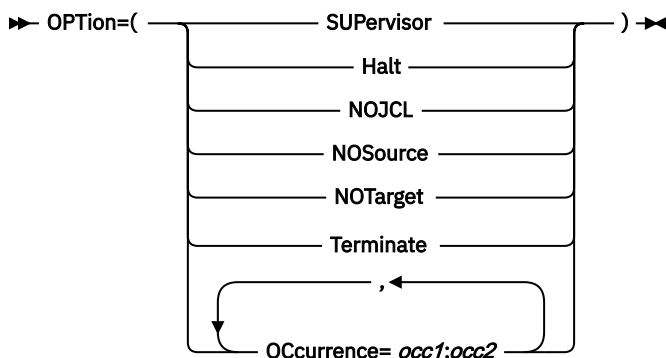 OPTion=( SUPervisor )
Halt
NOJCL
NOSource
NOTarget
Terminate
,
OCcurrence= occ1:occ2